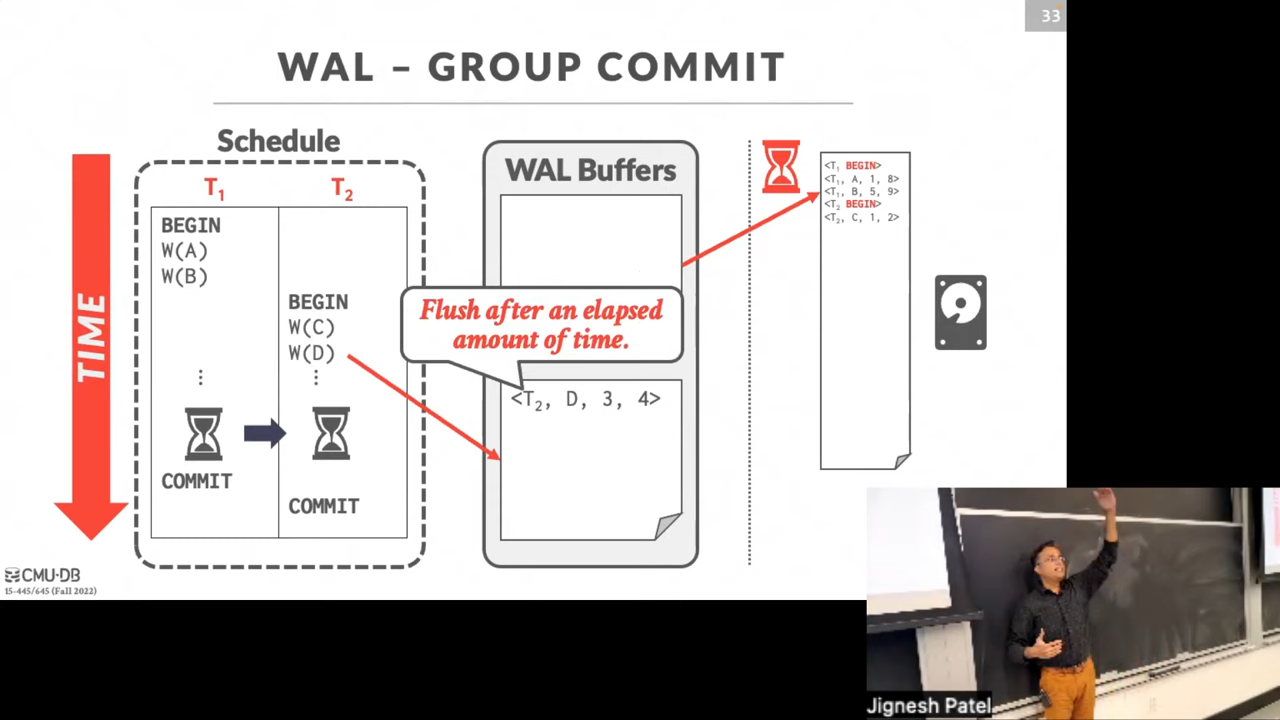 33
WAL – GROUP COMMIT
Schedule
T1
T2
BEGIN
W(A)
W(B)
⋮
COMMIT
BEGIN
W(C)
W(D)
⋮
COMMIT
TIME
WAL Buffers
Flush after an elapsed
amount of time.
<T2, D, 3, 4>
<T1 BEGIN>
<T1, A, 1, 8>
<T1, B, 5, 9>
<T2 BEGIN>
<T2, C, 1, 2>
CMU·DB
15-445/645 (Fall 2022)
Jignesh Patel